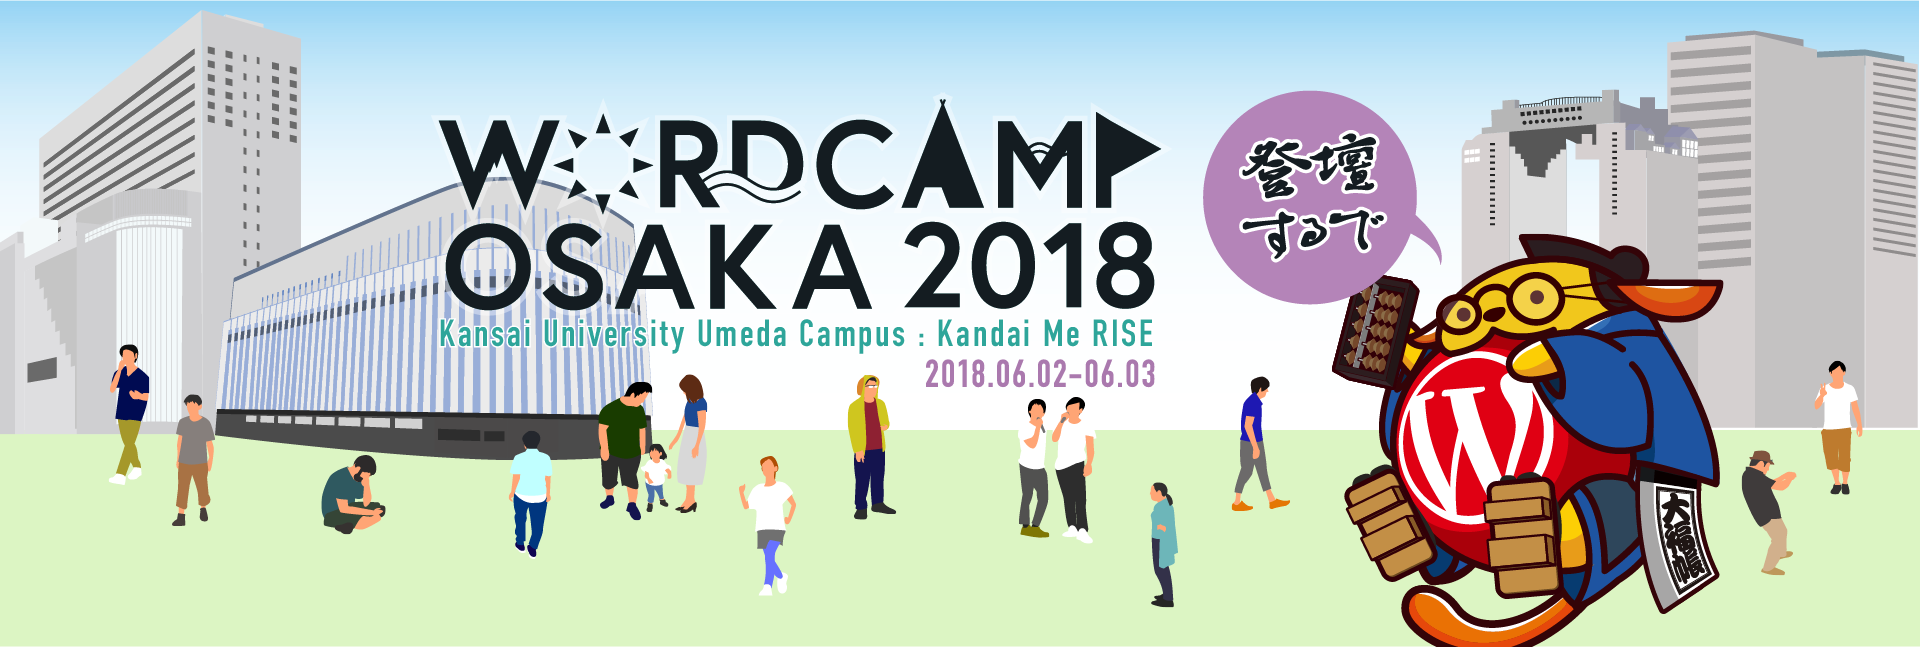 WORDCAMP
OSAKA 2018
Kansai University Umeda Campus : Kandai Me RISE
2018.06.02-06.03
登壇
するで
W
大福帳